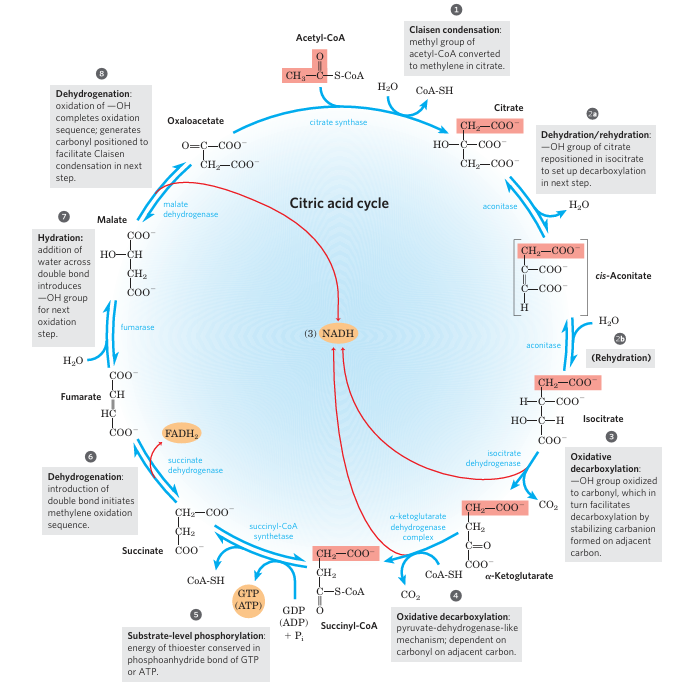 1
Acetyl-CoA
O
CH3—C—S-CoA
Claisen condensation:
methyl group of
acetyl-CoA converted
to methylene in citrate.
H2O
CoA-SH
citrate synthase
Citrate
CH2—COO−
HO—C—COO−
CH2—COO−
2a
Dehydration/rehydration:
—OH group of citrate
repositioned in isocitrate
to set up decarboxylation
in next step.
aconitase
H2O
CH2—COO−
C—COO−
C—COO−
H
cis-Aconitate
aconitase
H2O
2b
(Rehydration)
CH2—COO−
H—C—COO−
HO—C—H
COO−
Isocitrate
3
Oxidative
decarboxylation:
—OH group oxidized
to carbonyl, which in
turn facilitates
decarboxylation by
stabilizing carbanion
formed on adjacent
carbon.
isocitrate
dehydrogenase
CO2
CH2—COO−
CH2
C=O
COO−
α-Ketoglutarate
α-ketoglutarate
dehydrogenase
complex
CoA-SH
CO2
4
Oxidative decarboxylation:
pyruvate-dehydrogenase-like
mechanism; dependent on
carbonyl on adjacent carbon.
CH2—COO−
CH2
C—S-CoA
O
Succinyl-CoA
succinyl-CoA
synthetase
CoA-SH
GTP
(ATP)
GDP
(ADP)
+ Pi
5
Substrate-level phosphorylation:
energy of thioester conserved in
phosphoanhydride bond of GTP
or ATP.
CH2—COO−
CH2
COO−
Succinate
succinate
dehydrogenase
FADH2
6
Dehydrogenation:
introduction of
double bond initiates
methylene oxidation
sequence.
COO−
CH
HC
COO−
Fumarate
fumarase
H2O
7
Hydration:
addition of
water across
double bond
introduces
—OH group
for next
oxidation
step.
Malate
COO−
HO—CH
CH2
COO−
malate
dehydrogenase
8
Dehydrogenation:
oxidation of —OH
completes oxidation
sequence; generates
carbonyl positioned to
facilitate Claisen
condensation in next
step.
Oxaloacetate
O=C—COO−
CH2—COO−
Citric acid cycle
(3) NADH